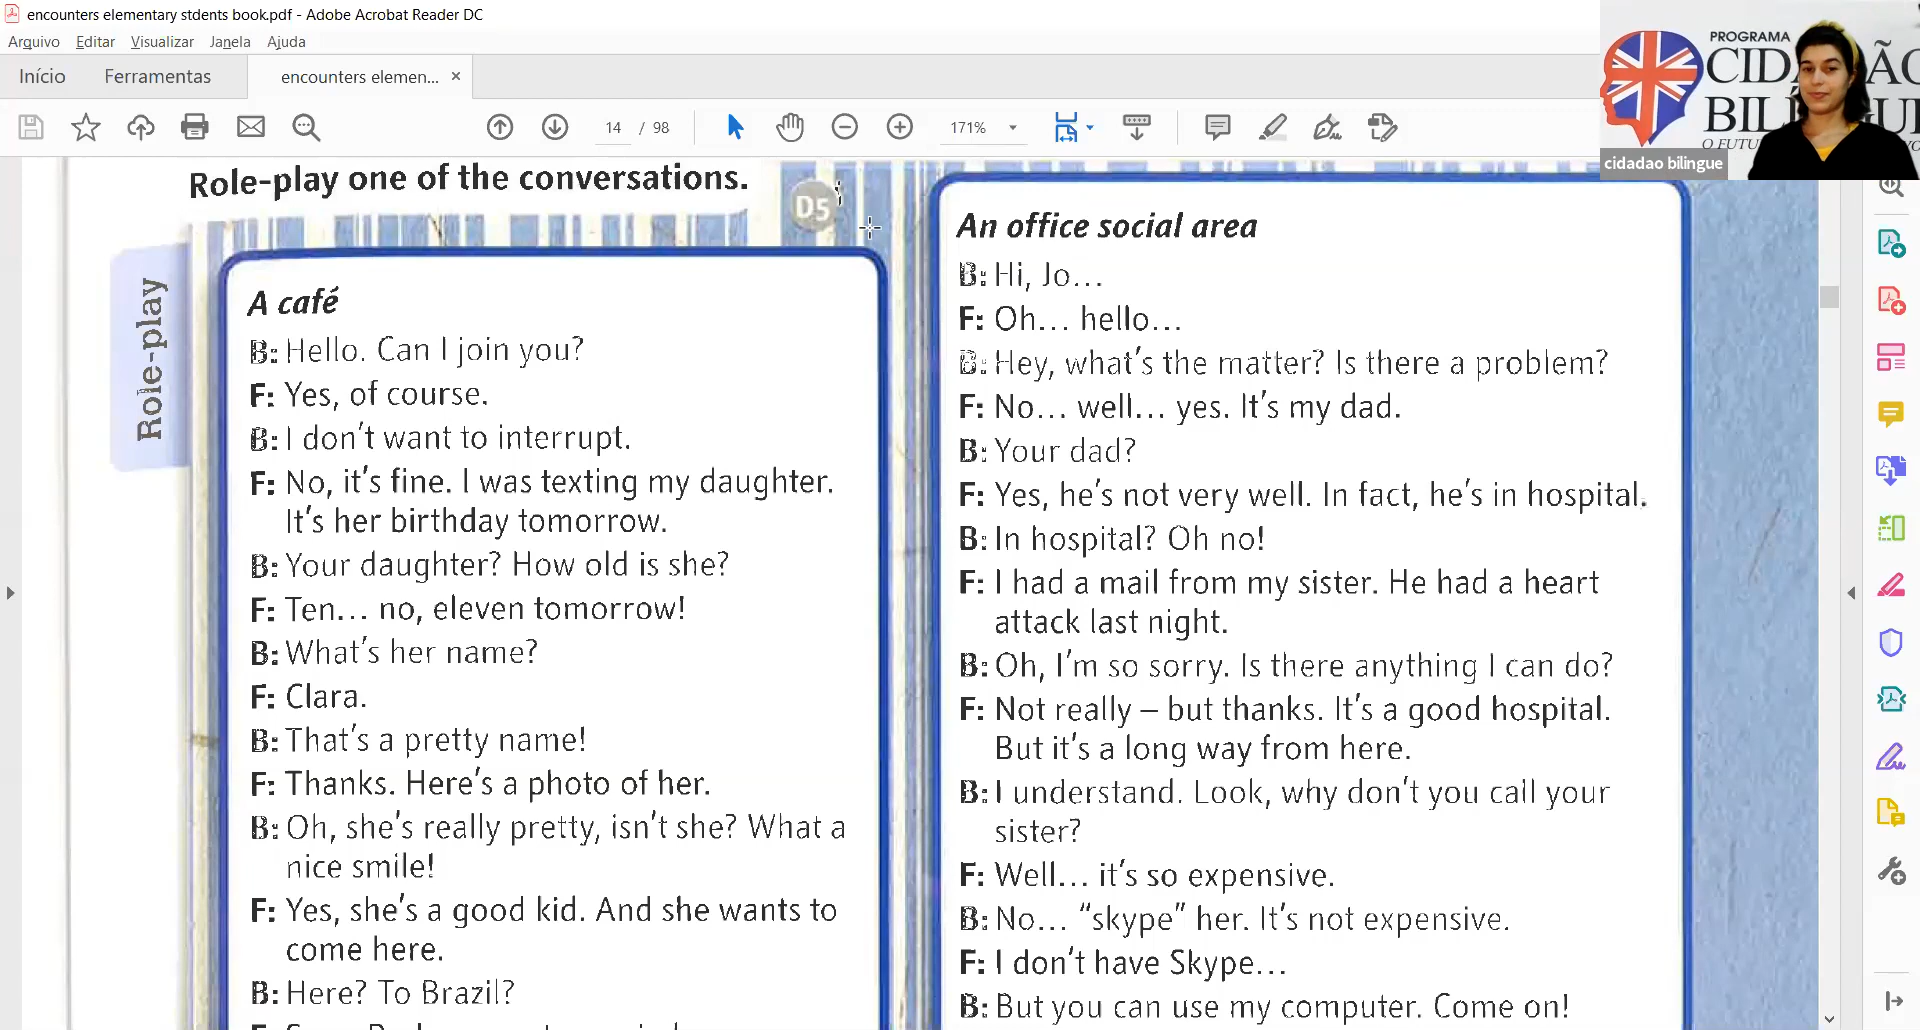 encounters elementary stdents book.pdf - Adobe Acrobat Reader DC
Arquivo Editar Visualizar Janela Ajuda
Início Ferramentas encounters elemen... ×
14 / 98 171%
PROGRAMA
BILÍNGUE
cidadao bilingue
Role-play one of the conversations.
D5
Role-play
A café
B: Hello. Can I join you?
F: Yes, of course.
B: I don't want to interrupt.
F: No, it's fine. I was texting my daughter.
It's her birthday tomorrow.
B: Your daughter? How old is she?
F: Ten... no, eleven tomorrow!
B: What's her name?
F: Clara.
B: That's a pretty name!
F: Thanks. Here's a photo of her.
B: Oh, she's really pretty, isn't she? What a
nice smile!
F: Yes, she's a good kid. And she wants to
come here.
B: Here? To Brazil?
An office social area
B: Hi, Jo...
F: Oh... hello...
B: Hey, what's the matter? Is there a problem?
F: No... well... yes. It's my dad.
B: Your dad?
F: Yes, he's not very well. In fact, he's in hospital.
B: In hospital? Oh no!
F: I had a mail from my sister. He had a heart
attack last night.
B: Oh, I'm so sorry. Is there anything I can do?
F: Not really – but thanks. It's a good hospital.
But it's a long way from here.
B: I understand. Look, why don't you call your
sister?
F: Well... it's so expensive.
B: No... "skype" her. It's not expensive.
F: I don't have Skype...
B: But you can use my computer. Come on!